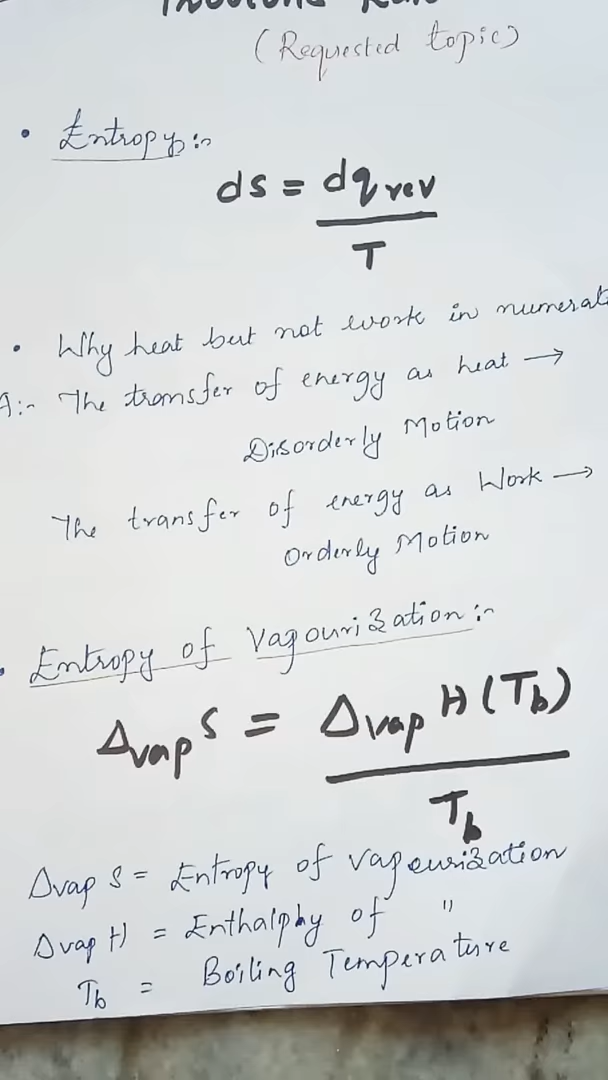 (Requested topic)
• Entropy:-
dS = dq rev
T
• Why heat but not work in numerat
A:- The transfer of energy as heat →
Disorderly Motion
The transfer of energy as Work →
Orderly Motion
• Entropy of Vapourization:-
Δvap S = Δvap H (Tb)
Tb
Δvap S = Entropy of vapourization
Δvap H = Enthalphy of "
Tb = Boiling Temperature